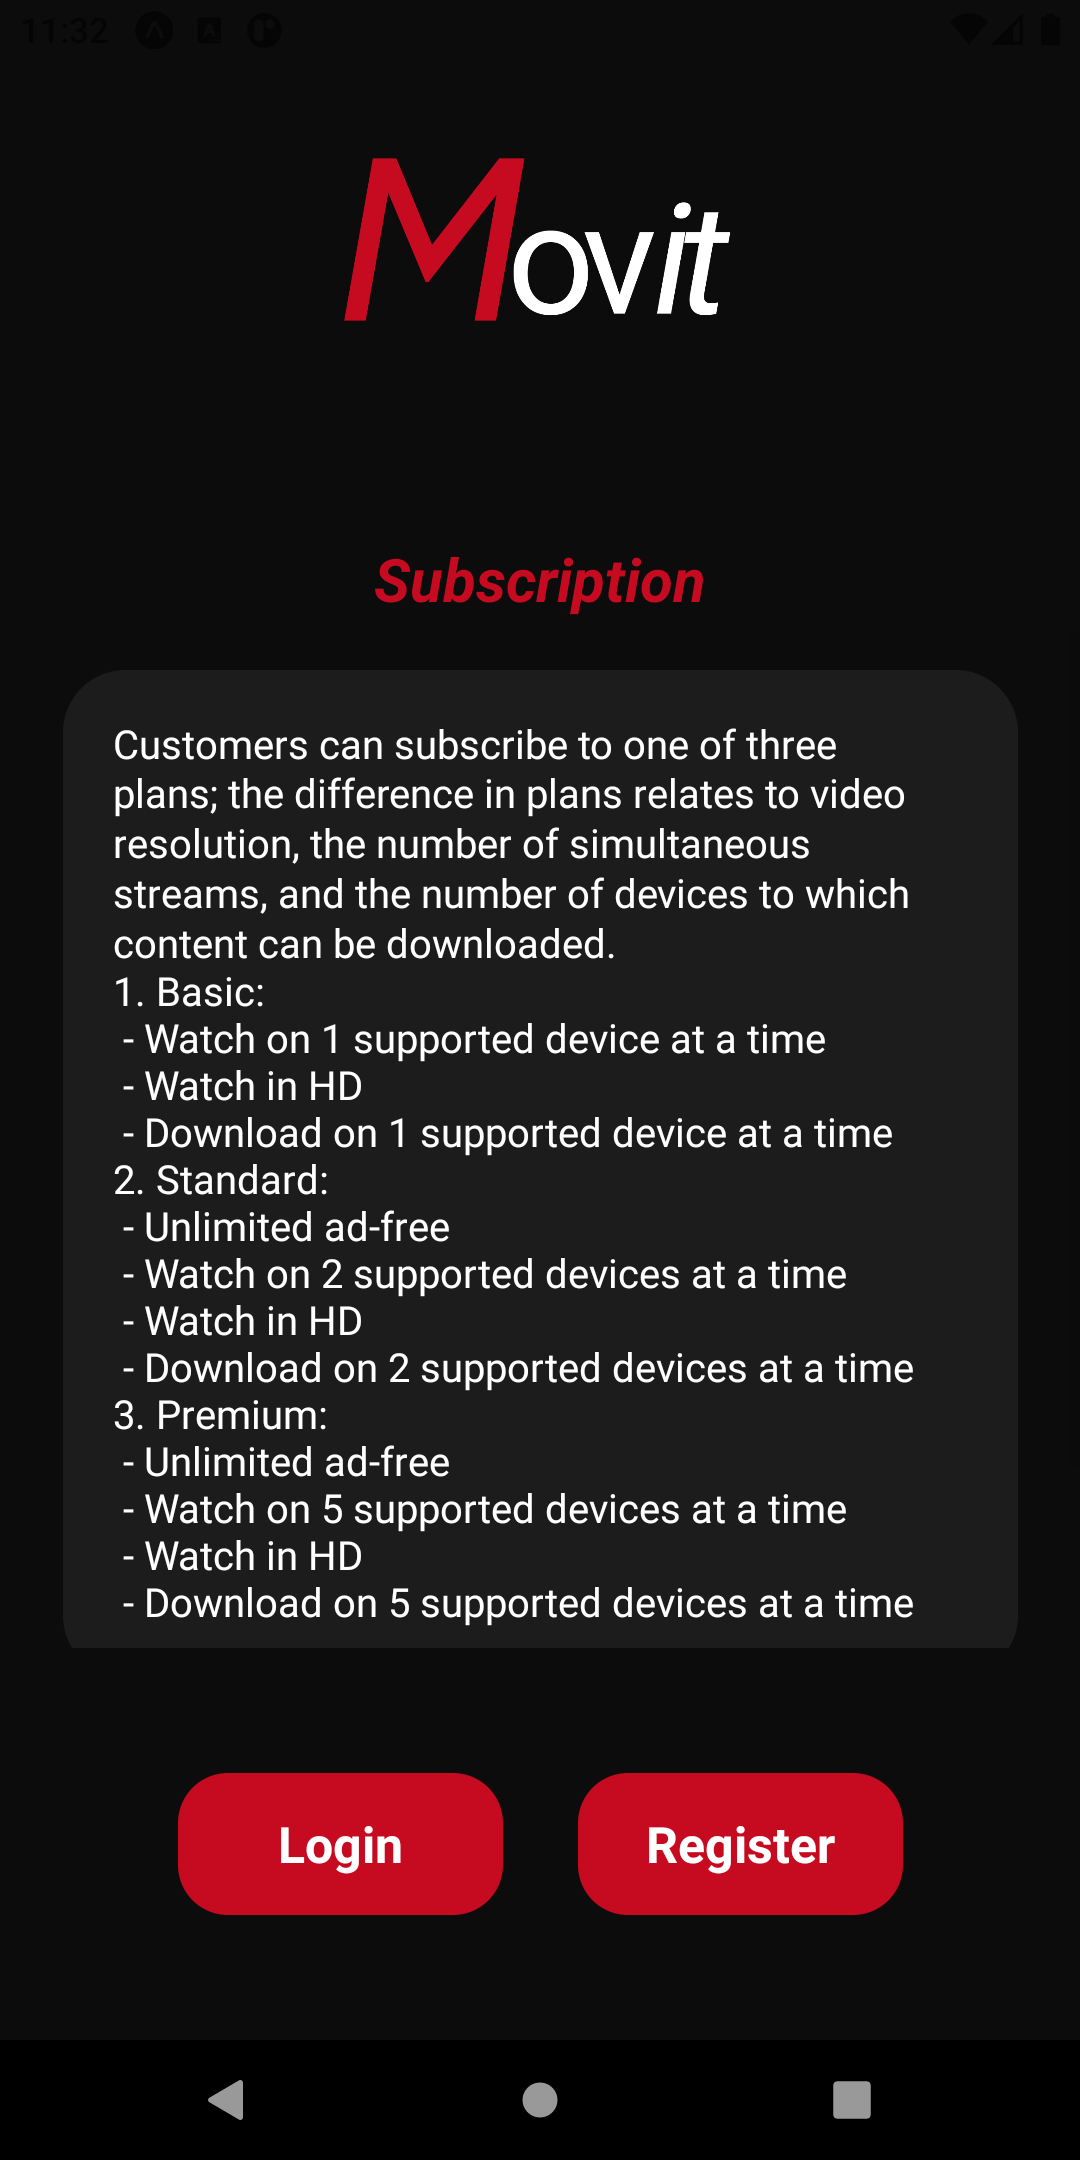 11:32
Movit
Subscription
Customers can subscribe to one of three
plans; the difference in plans relates to video
resolution, the number of simultaneous
streams, and the number of devices to which
content can be downloaded.
1. Basic:
- Watch on 1 supported device at a time
- Watch in HD
- Download on 1 supported device at a time
2. Standard:
- Unlimited ad-free
- Watch on 2 supported devices at a time
- Watch in HD
- Download on 2 supported devices at a time
3. Premium:
- Unlimited ad-free
- Watch on 5 supported devices at a time
- Watch in HD
- Download on 5 supported devices at a time
Login
Register